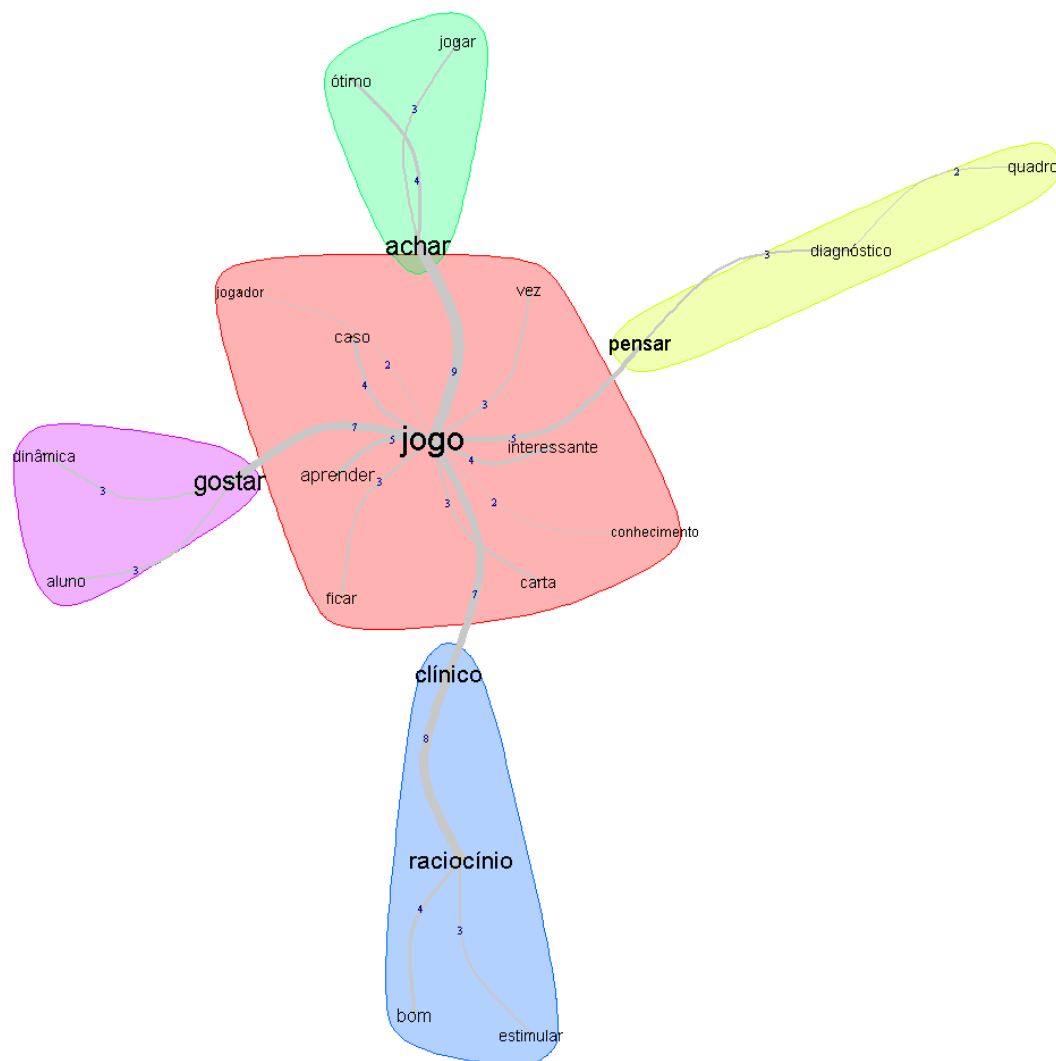 jogar
ótimo
3
4
achar
quadro
2
diagnóstico
3
pensar
jogador
vez
caso
2
9
4
3
7
5
jogo
5
interessante
4
aprender
3
3
2
conhecimento
carta
ficar
7
dinâmica
gostar
3
3
aluno
clínico
8
raciocínio
4
3
bom
estimular